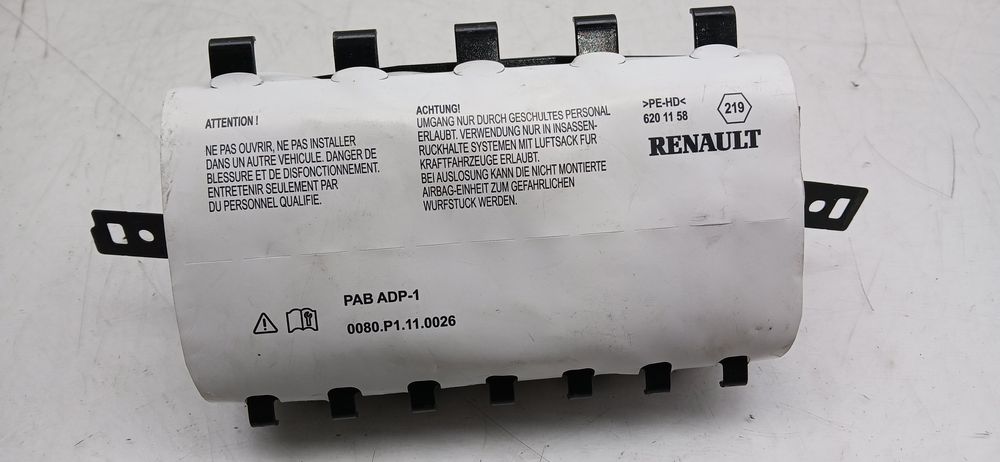 ATTENTION !
NE PAS OUVRIR, NE PAS INSTALLER
DANS UN AUTRE VEHICULE. DANGER DE
BLESSURE ET DE DISFONCTIONNEMENT.
ENTRETENIR SEULEMENT PAR
DU PERSONNEL QUALIFIE.
ACHTUNG!
UMGANG NUR DURCH GESCHULTES PERSONAL
ERLAUBT. VERWENDUNG NUR IN INSASSEN-
RUCKHALTE SYSTEMEN MIT LUFTSACK FUR
KRAFTFAHRZEUGE ERLAUBT.
BEI AUSLOSUNG KANN DIE NICHT MONTIERTE
AIRBAG-EINHEIT ZUM GEFAHRLICHEN
WURFSTUCK WERDEN.
>PE-HD<
620 11 58
219
RENAULT
PAB ADP-1
0080.P1.11.0026